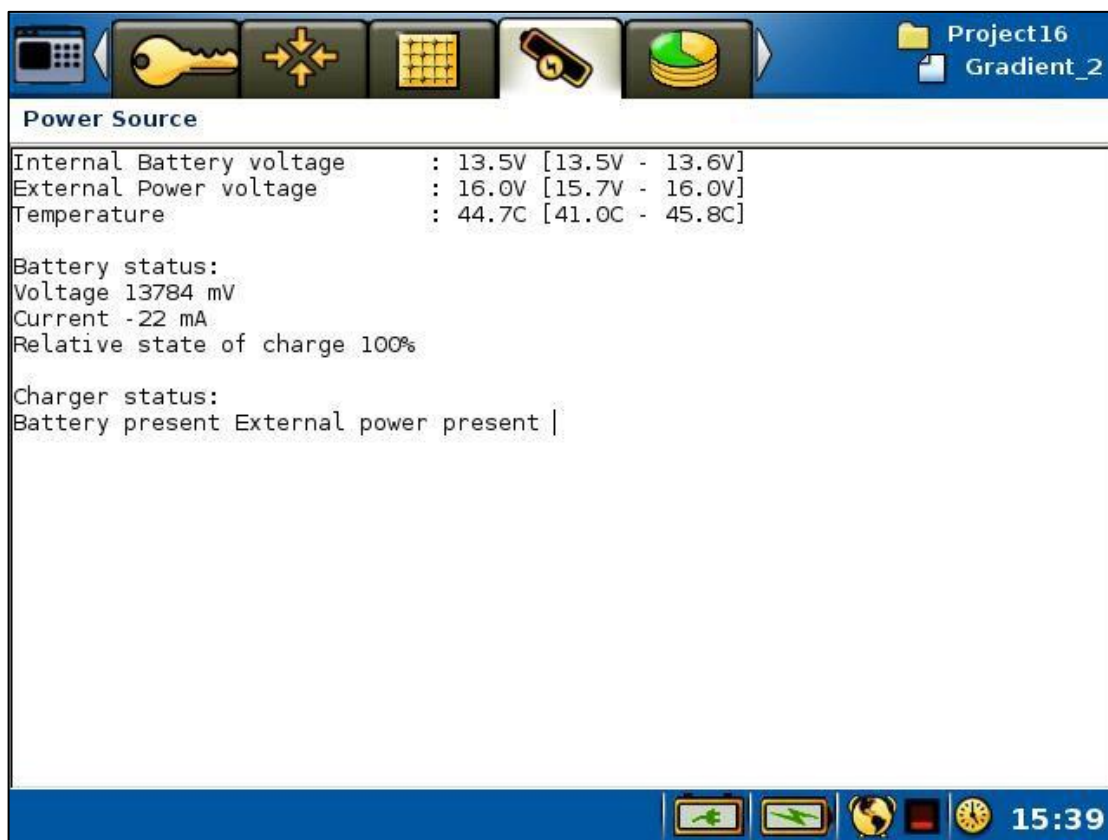 Project16
Gradient_2
Power Source
Internal Battery voltage : 13.5V [13.5V - 13.6V]
External Power voltage : 16.0V [15.7V - 16.0V]
Temperature : 44.7C [41.0C - 45.8C]
Battery status:
Voltage 13784 mV
Current -22 mA
Relative state of charge 100%
Charger status:
Battery present External power present
15:39